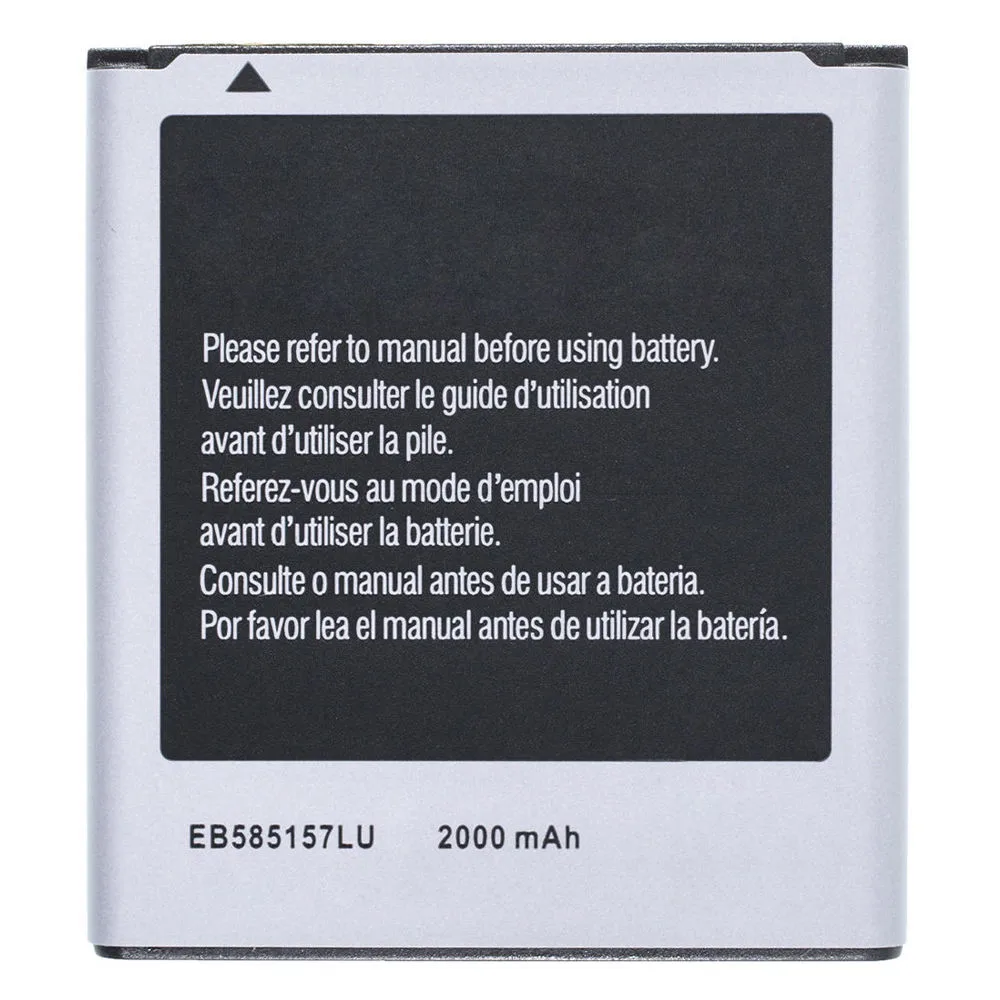 Please refer to manual before using battery.
Veuillez consulter le guide d'utilisation
avant d'utiliser la pile.
Referez-vous au mode d'emploi
avant d'utiliser la batterie.
Consulte o manual antes de usar a bateria.
Por favor lea el manual antes de utilizar la batería.
EB585157LU 2000 mAh